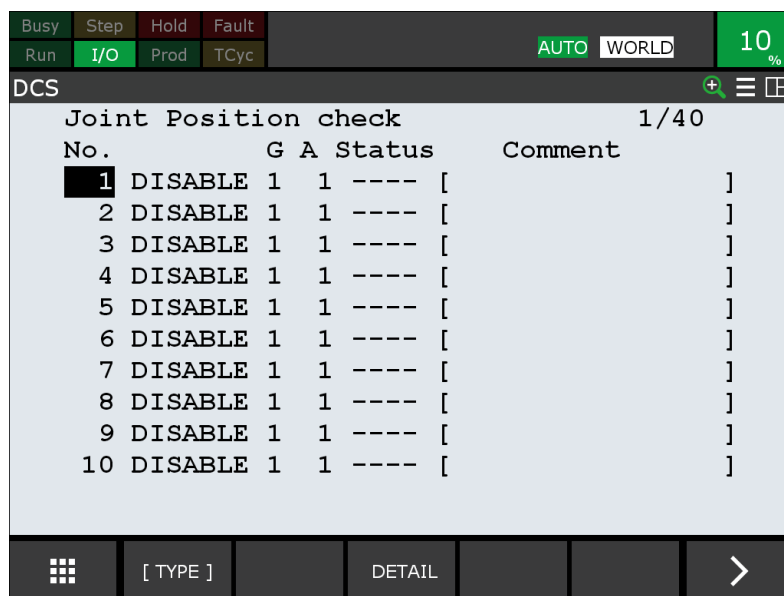 Busy Step Hold Fault
Run I/O Prod TCyc AUTO WORLD 10 %
DCS
Joint Position check 1/40
No. G A Status Comment
1 DISABLE 1 1 ---- [ ]
2 DISABLE 1 1 ---- [ ]
3 DISABLE 1 1 ---- [ ]
4 DISABLE 1 1 ---- [ ]
5 DISABLE 1 1 ---- [ ]
6 DISABLE 1 1 ---- [ ]
7 DISABLE 1 1 ---- [ ]
8 DISABLE 1 1 ---- [ ]
9 DISABLE 1 1 ---- [ ]
10 DISABLE 1 1 ---- [ ]
[ TYPE ] DETAIL